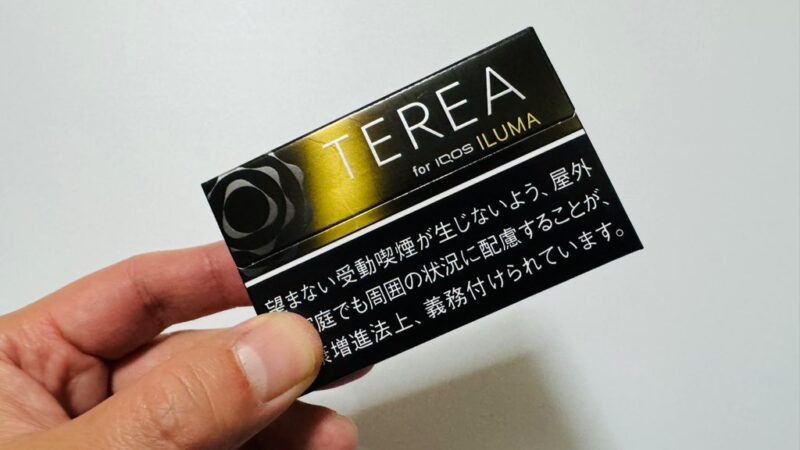 TEREA
for IQOS ILUMA
望まない受動喫煙が生じないよう、屋外
庭でも周囲の状況に配慮することが、
増進法上、義務付けられています。